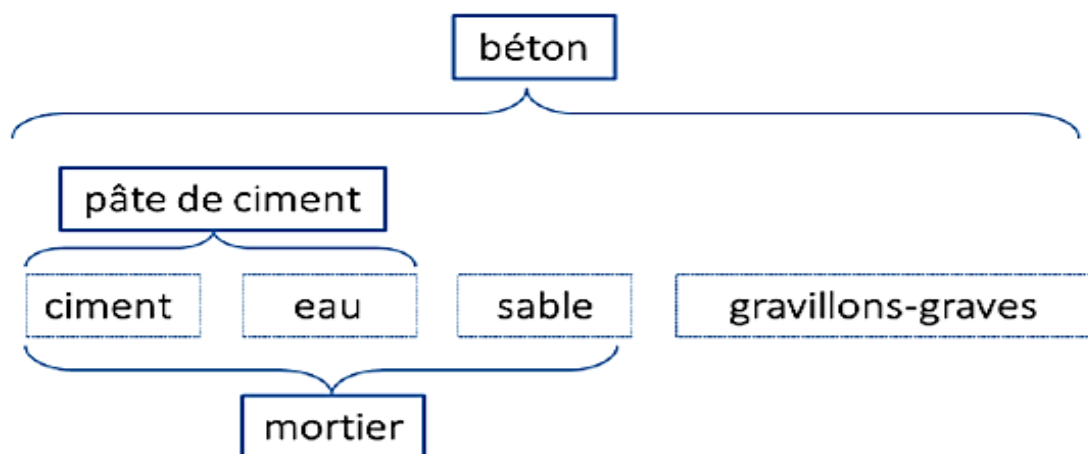 béton
pâte de ciment
ciment eau sable gravillons-graves
mortier